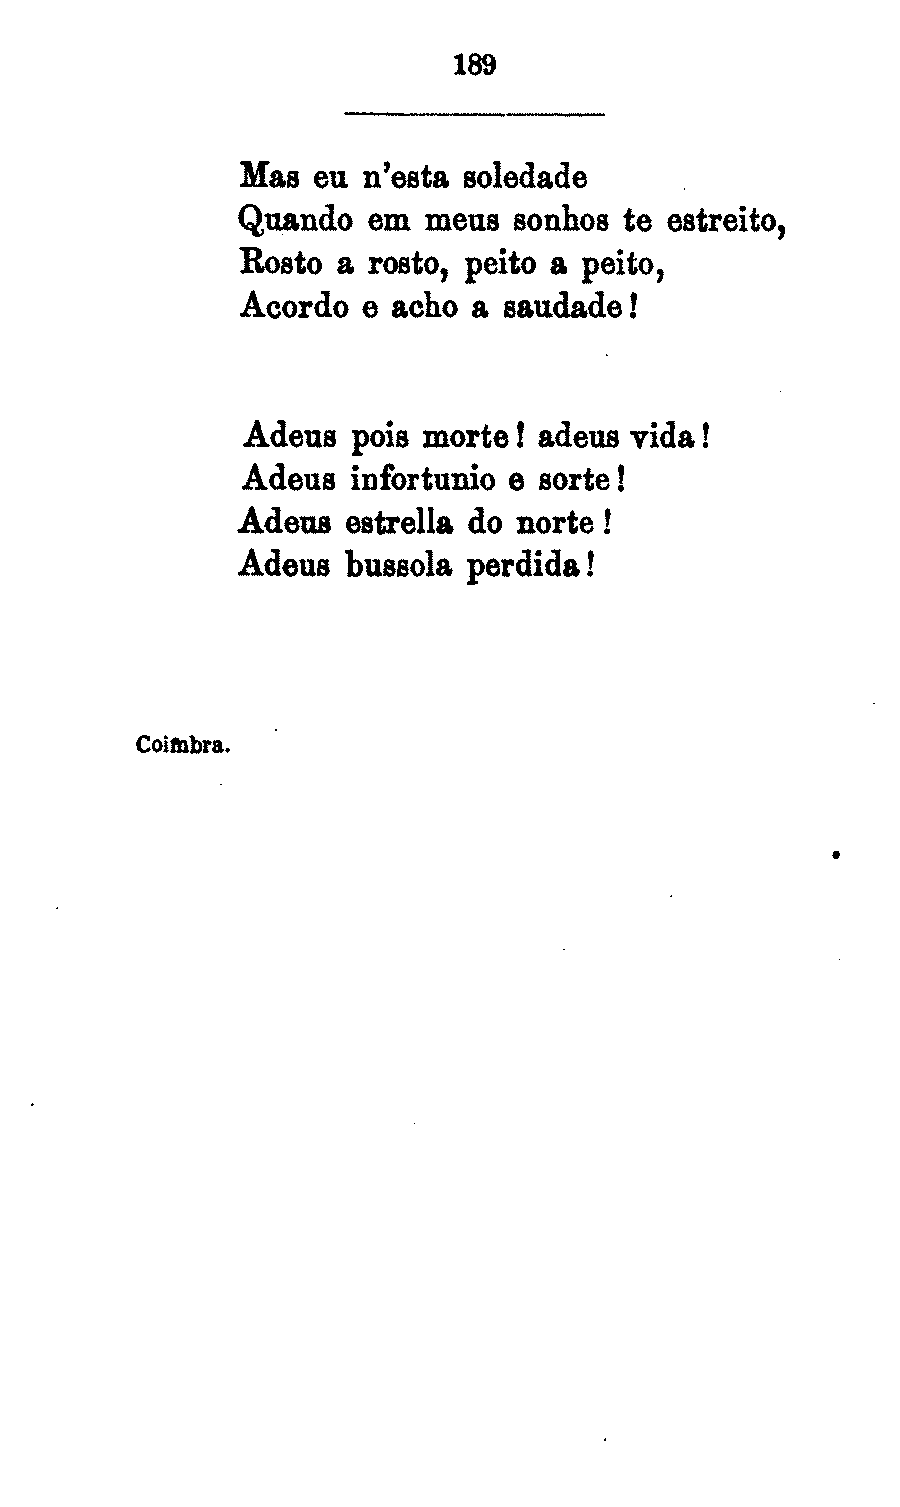 189
Mas eu n'esta soledade
Quando em meus sonhos te estreito,
Rosto a rosto, peito a peito,
Acordo e acho a saudade!
Adeus pois morte! adeus vida!
Adeus infortunio e sorte!
Adeus estrella do norte!
Adeus bussola perdida!
Coimbra.